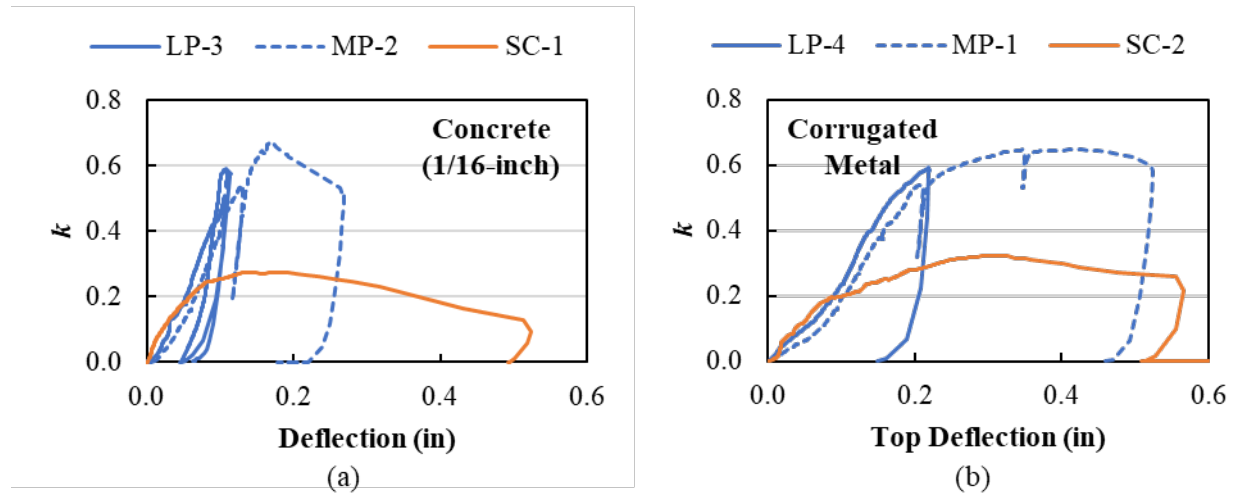 LP-3 MP-2 SC-1
0.8
0.6
0.4
0.2
0.0
k
Concrete
(1/16-inch)
0.0 0.2 0.4 0.6
Deflection (in)
(a)
LP-4 MP-1 SC-2
0.8
0.6
0.4
0.2
0.0
k
Corrugated
Metal
0.0 0.2 0.4 0.6
Top Deflection (in)
(b)